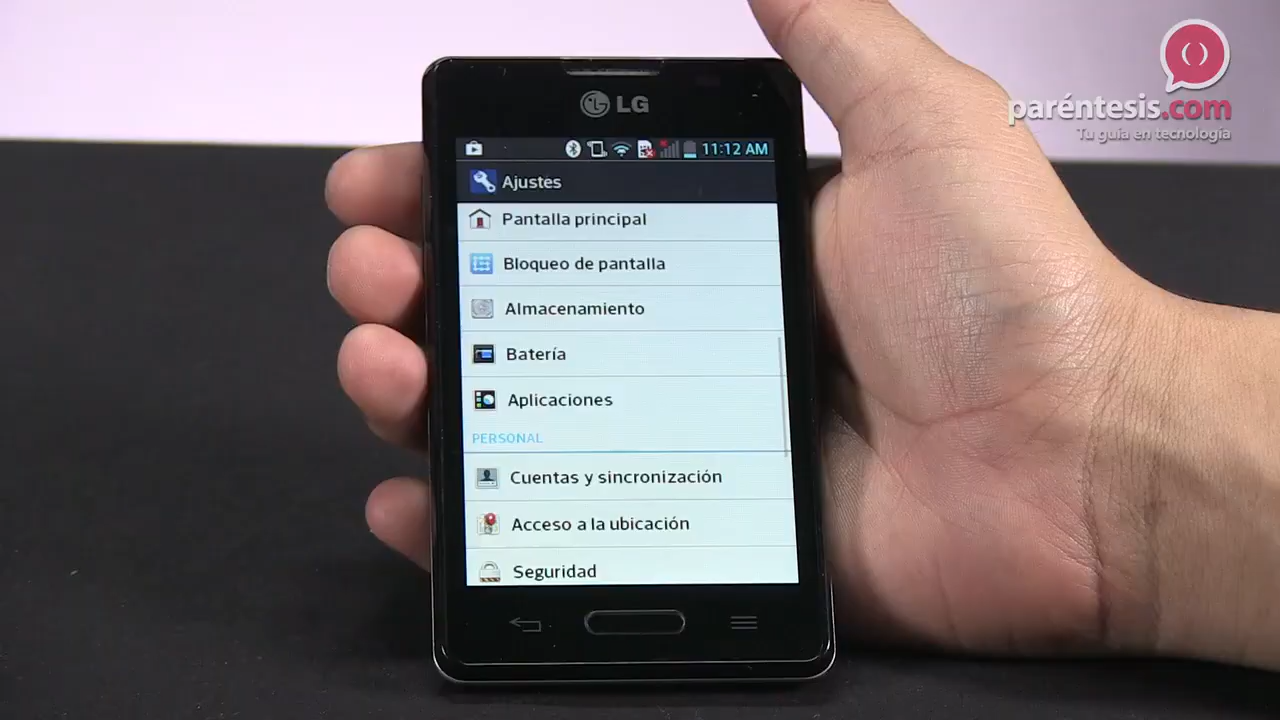 paréntesis.com
Tu guía en tecnología
LG
11:12 AM
Ajustes
Pantalla principal
Bloqueo de pantalla
Almacenamiento
Batería
Aplicaciones
PERSONAL
Cuentas y sincronización
Acceso a la ubicación
Seguridad